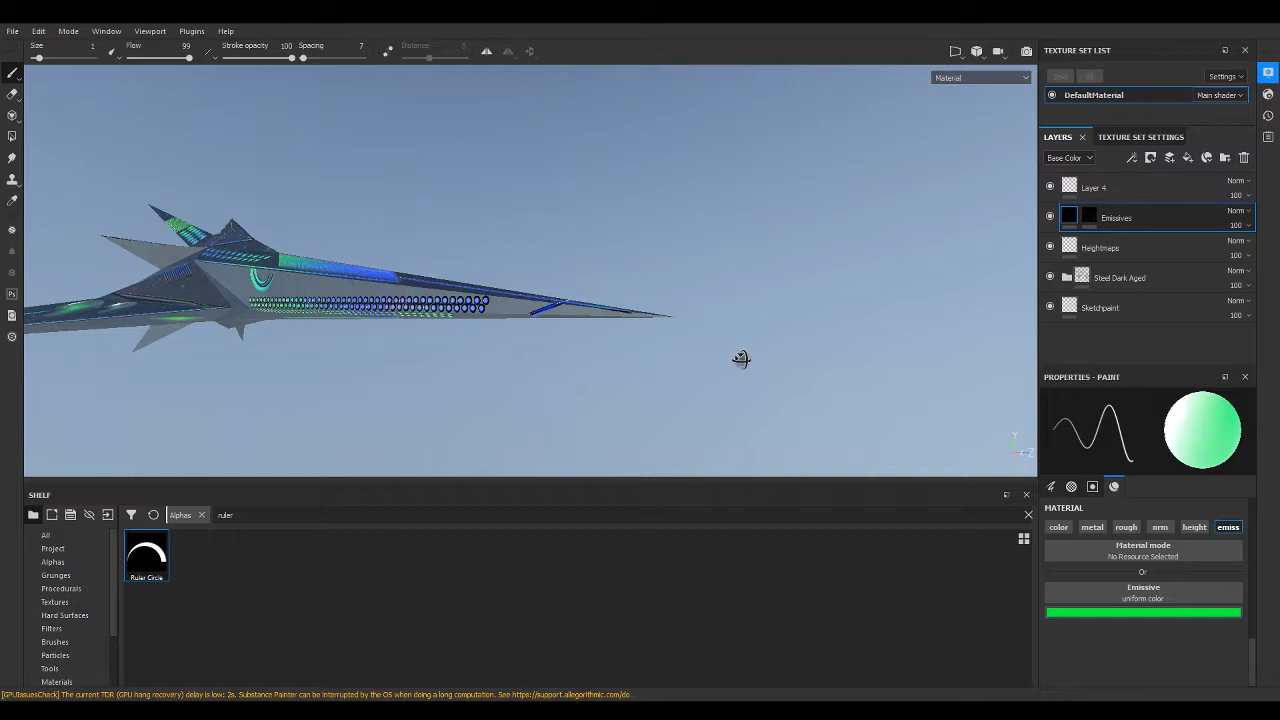 File Edit Mode Window Viewport Plugins Help
Size 1 Flow 99 Stroke opacity 100 Spacing 7 Distance 8
Material
TEXTURE SET LIST
Settings
DefaultMaterial Main shader
LAYERS TEXTURE SET SETTINGS
Base Color
Layer 4 Norm 100
Emissives Norm 100
Heightmaps Norm 100
Steel Dark Aged Norm 100
Sketchpaint Norm 100
PROPERTIES - PAINT
MATERIAL
color metal rough nrm height emiss
Material mode
No Resource Selected
Or
Emissive
uniform color
Y
Z
SHELF
Alphas ruler
All
Project
Alphas
Grunges
Procedurals
Textures
Hard Surfaces
Filters
Brushes
Particles
Tools
Materials
Ruler Circle
Ps
[GPUIssuesCheck] The current TDR (GPU hang recovery) delay is low: 2s. Substance Painter can be interrupted by the OS when doing a long computation. See https://support.allegorithmic.com/do...